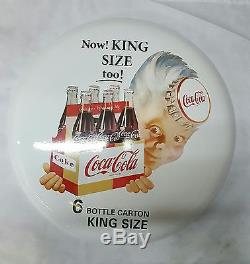 Now! KING
SIZE
too!
Coca-Cola
Coke
Coca-Cola
6 BOTTLE CARTON
KING SIZE